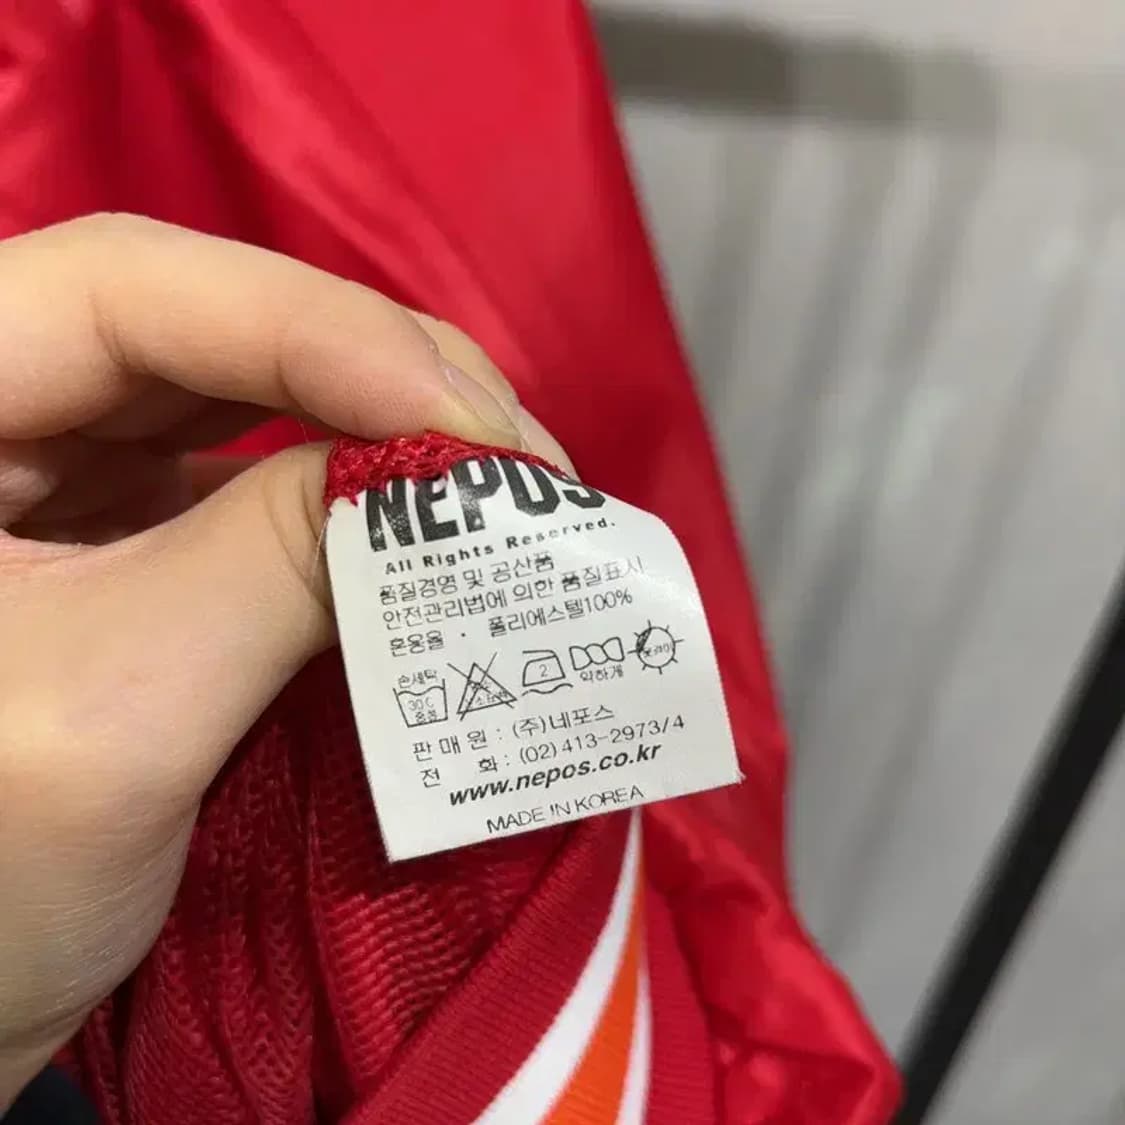 NEPOS
All Rights Reserved.
품질경영 및 공산품
안전관리법에 의한 품질표시
혼용율 · 폴리에스텔100%
손세탁
30℃
중성
2
약하게
판 매 원 : (주)네포스
전 화 : (02)413-2973/4
www.nepos.co.kr
MADE IN KOREA